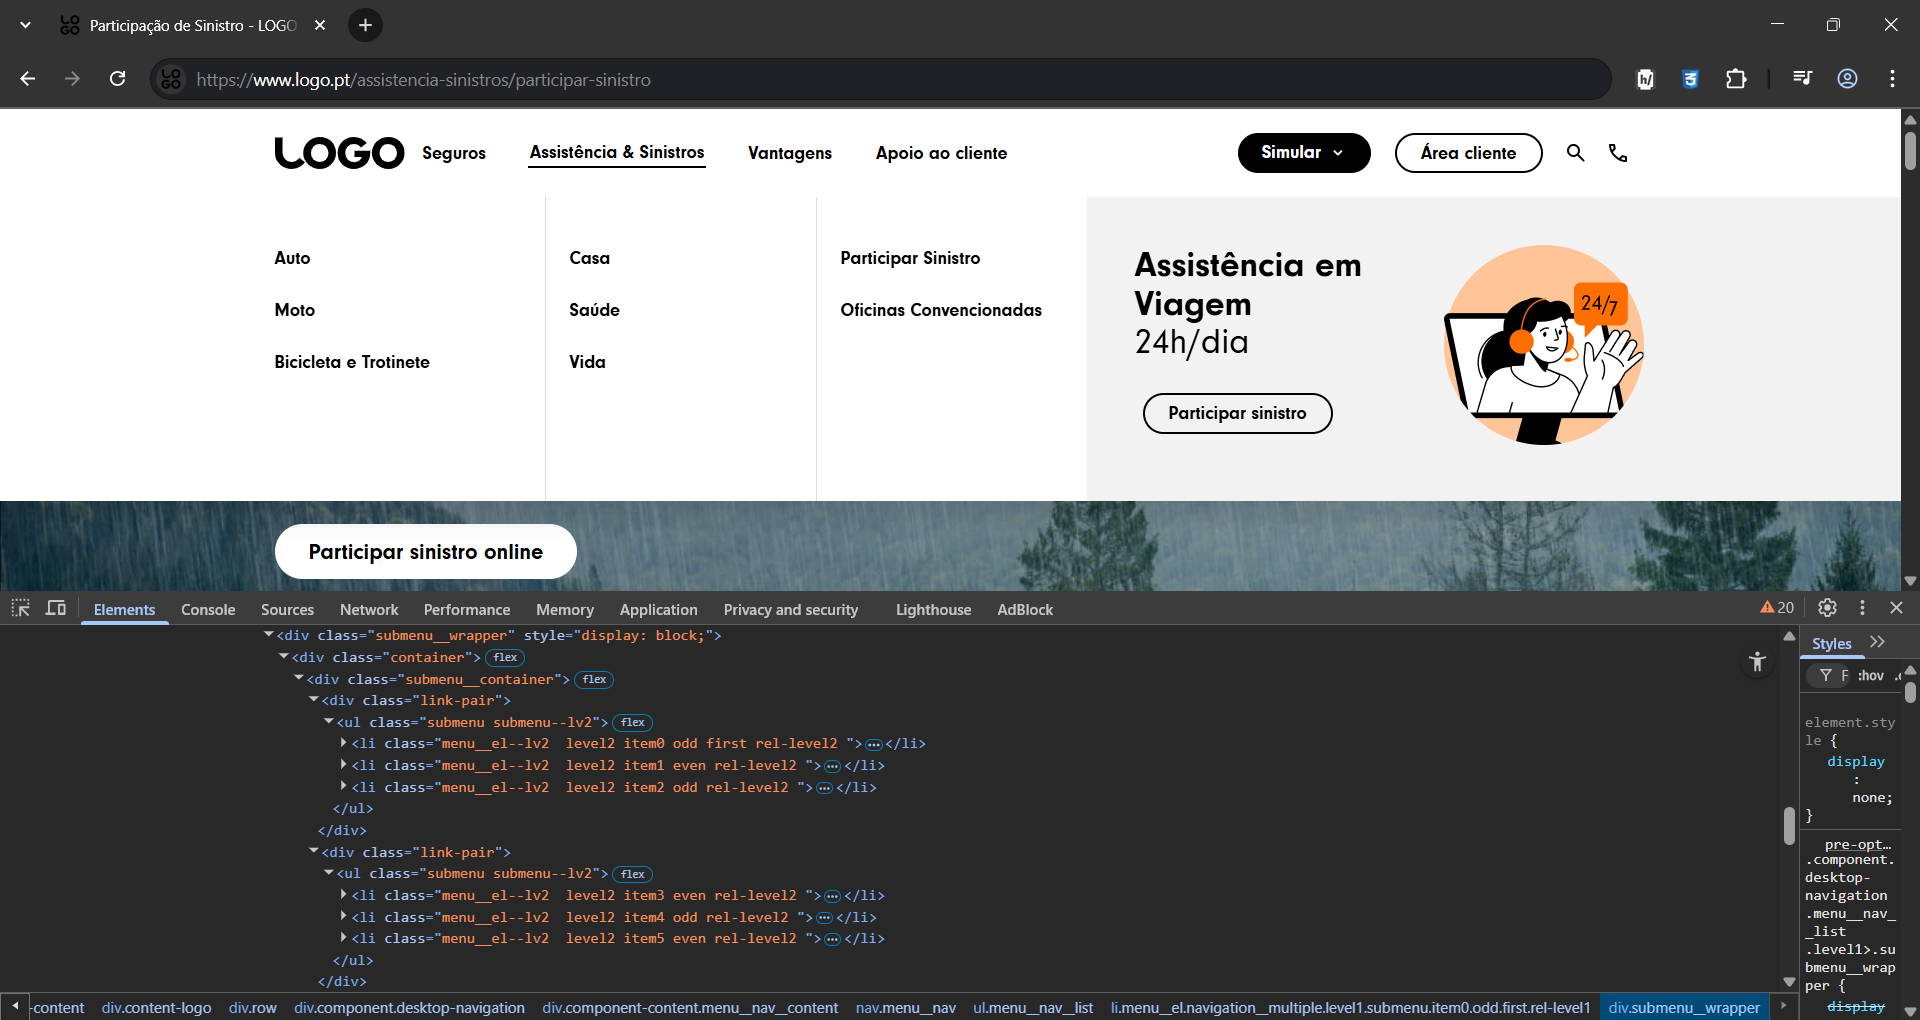 Participação de Sinistro - LOGO
https://www.logo.pt/assistencia-sinistros/participar-sinistro
LOGO Seguros Assistência & Sinistros Vantagens Apoio ao cliente Simular Área cliente
Auto Casa Participar Sinistro
Moto Saúde Oficinas Convencionadas
Bicicleta e Trotinete Vida
Assistência em
Viagem
24h/dia
Participar sinistro
24/7
Participar sinistro online
Elements Console Sources Network Performance Memory Application Privacy and security Lighthouse AdBlock 20
<div class="submenu__wrapper" style="display: block;">
<div class="container"> flex
<div class="submenu__container"> flex
<div class="link-pair">
<ul class="submenu submenu--lv2"> flex
<li class="menu__el--lv2  level2 item0 odd first rel-level2 ">…</li>
<li class="menu__el--lv2  level2 item1 even rel-level2 ">…</li>
<li class="menu__el--lv2  level2 item2 odd rel-level2 ">…</li>
</ul>
</div>
<div class="link-pair">
<ul class="submenu submenu--lv2"> flex
<li class="menu__el--lv2  level2 item3 even rel-level2 ">…</li>
<li class="menu__el--lv2  level2 item4 odd rel-level2 ">…</li>
<li class="menu__el--lv2  level2 item5 even rel-level2 ">…</li>
</ul>
</div>
Styles
F :hov .c
element.sty
le {
display
:
none;
}
pre-opt…
.component.
desktop-
navigation
.menu__nav_
_list
.level1>.su
bmenu__wrap
per {
display
-content div.content-logo div.row div.component.desktop-navigation div.component-content.menu__nav__content nav.menu__nav ul.menu__nav__list li.menu__el.navigation__multiple.level1.submenu.item0.odd.first.rel-level1 div.submenu__wrapper